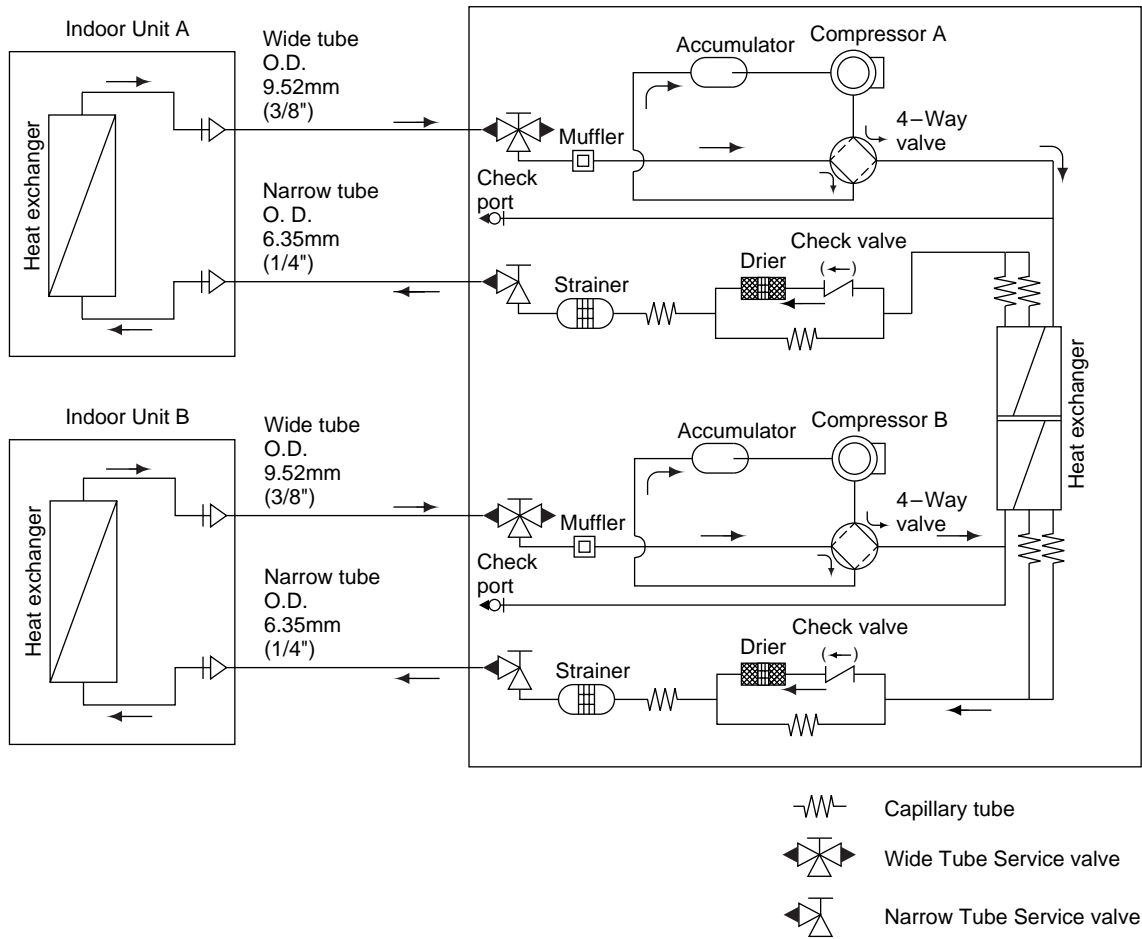 Indoor Unit A
Heat exchanger
Wide tube
O.D.
9.52mm
(3/8")
Narrow tube
O. D.
6.35mm
(1/4")
Accumulator
Compressor A
Muffler
4–Way
valve
Check
port
Check valve
Drier
Strainer
Heat exchanger
Indoor Unit B
Heat exchanger
Wide tube
O.D.
9.52mm
(3/8")
Narrow tube
O.D.
6.35mm
(1/4")
Accumulator
Compressor B
Muffler
4–Way
valve
Check
port
Check valve
Drier
Strainer
Capillary tube
Wide Tube Service valve
Narrow Tube Service valve